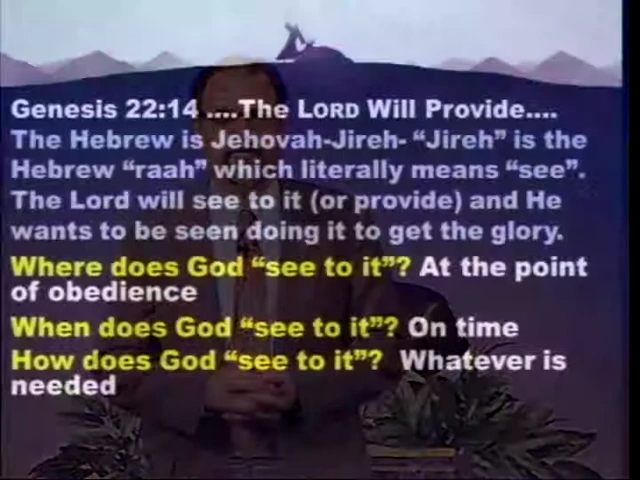 Genesis 22:14 ....The LORD Will Provide....
The Hebrew is Jehovah-Jireh- “Jireh” is the
Hebrew “raah” which literally means “see”.
The Lord will see to it (or provide) and He
wants to be seen doing it to get the glory.
Where does God “see to it”? At the point
of obedience
When does God “see to it”? On time
How does God “see to it”? Whatever is
needed